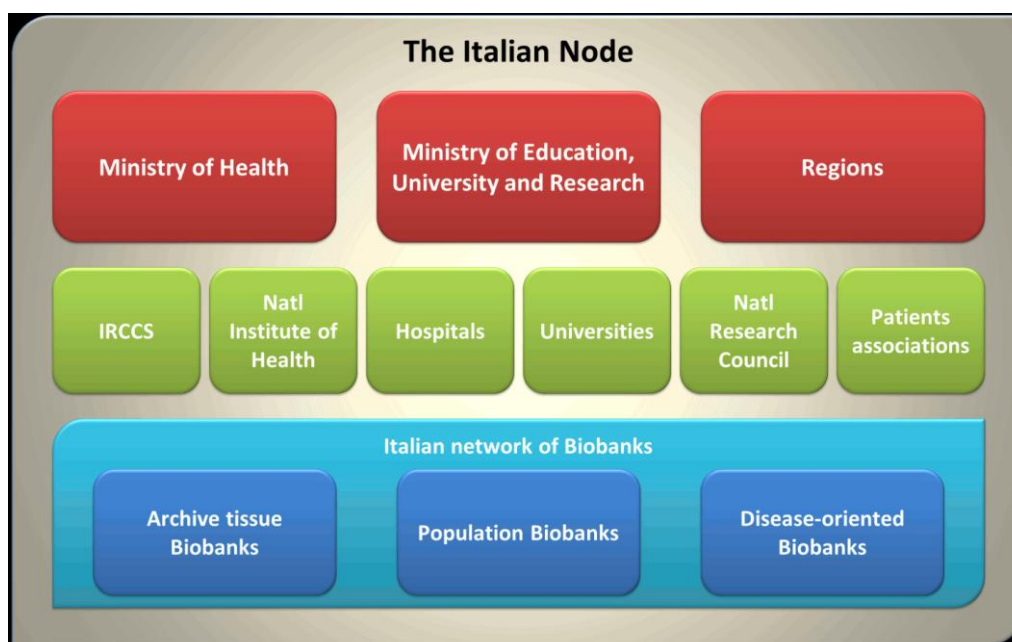 The Italian Node
Ministry of Health
Ministry of Education,
University and Research
Regions
IRCCS
Natl
Institute of
Health
Hospitals
Universities
Natl
Research
Council
Patients
associations
Italian network of Biobanks
Archive tissue
Biobanks
Population Biobanks
Disease-oriented
Biobanks